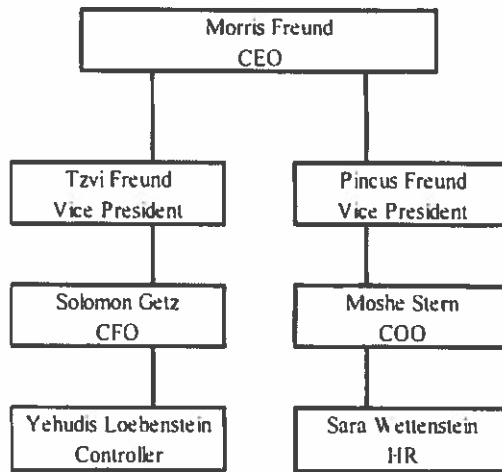 Morris Freund
CEO
Tzvi Freund
Vice President
Pincus Freund
Vice President
Solomon Getz
CFO
Moshe Stern
COO
Yehudis Loebenstein
Controller
Sara Wettenstein
HR